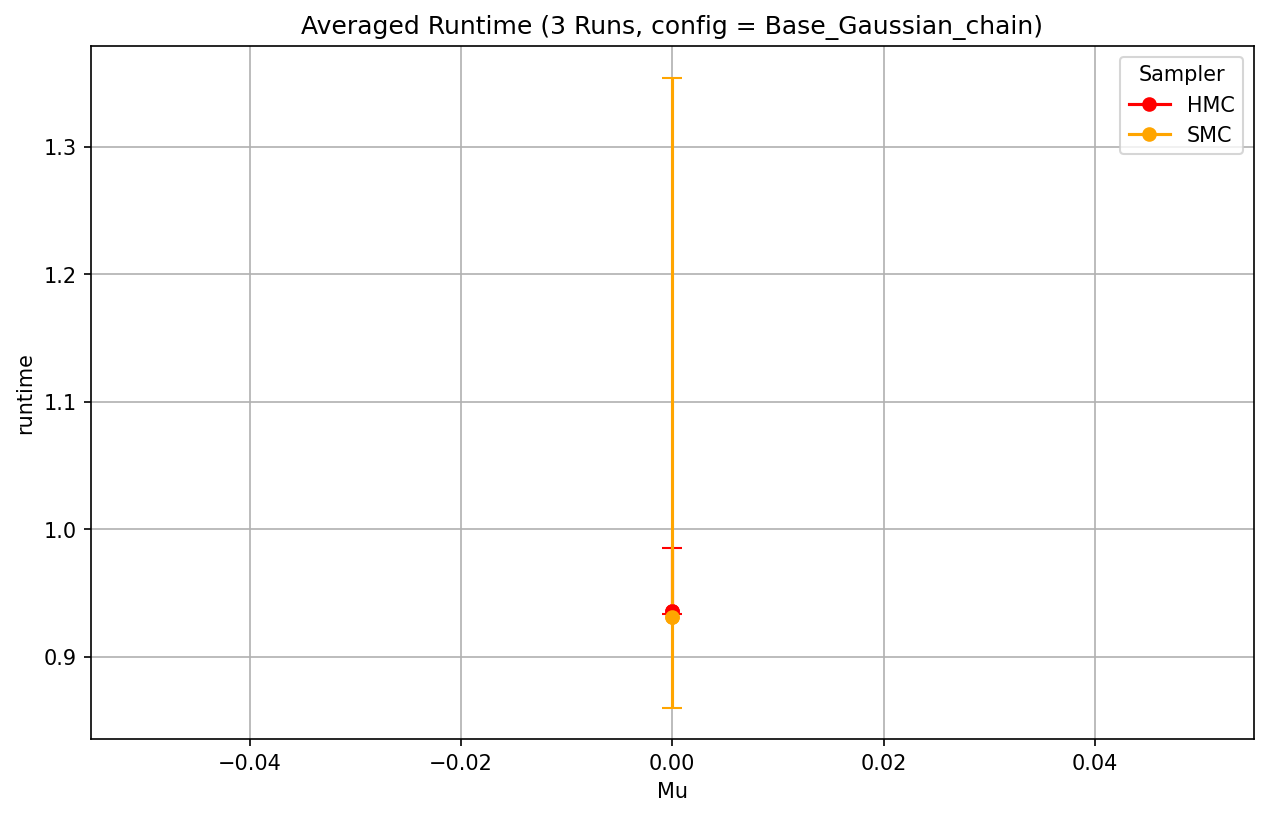 Averaged Runtime (3 Runs, config = Base_Gaussian_chain)
Sampler
HMC
SMC
1.3
1.2
1.1
1.0
0.9
runtime
−0.04
−0.02
0.00
0.02
0.04
Mu